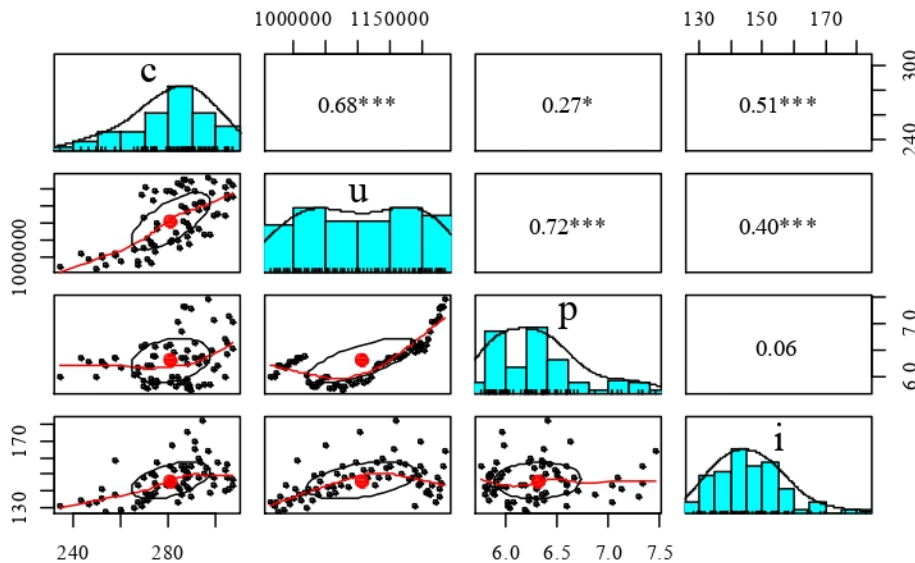 1000000 1150000 130 150 170
c 0.68*** 0.27* 0.51*** 240 300
1000000 u 0.72*** 0.40***
p 0.06 6.0 7.0
130 170 i
240 280 6.0 6.5 7.0 7.5